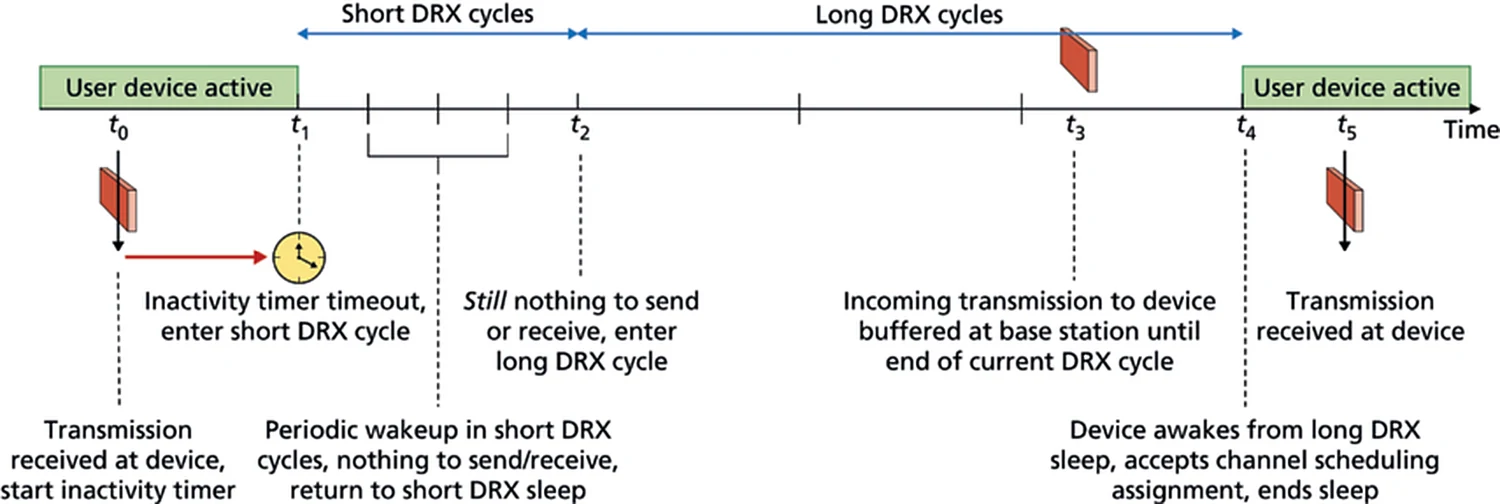 Short DRX cycles
Long DRX cycles
User device active
User device active
t0
t1
t2
t3
t4
t5
Time
Inactivity timer timeout,
enter short DRX cycle
Still nothing to send
or receive, enter
long DRX cycle
Incoming transmission to device
buffered at base station until
end of current DRX cycle
Transmission
received at device
Transmission
received at device,
start inactivity timer
Periodic wakeup in short DRX
cycles, nothing to send/receive,
return to short DRX sleep
Device awakes from long DRX
sleep, accepts channel scheduling
assignment, ends sleep